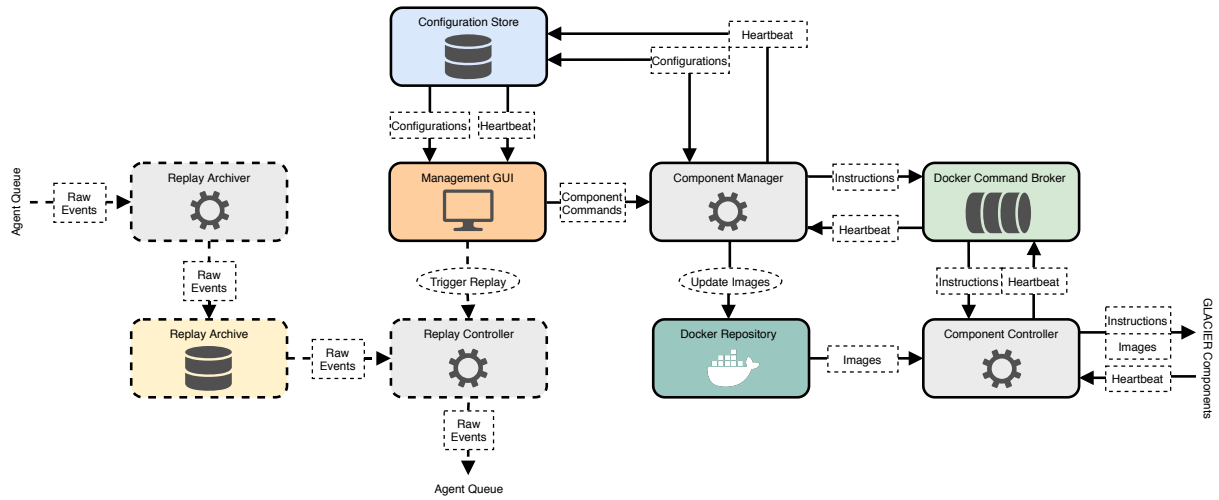 Configuration Store
Heartbeat
Configurations
Configurations
Heartbeat
Agent Queue
Raw
Events
Replay Archiver
Management GUI
Component
Commands
Component Manager
Instructions
Heartbeat
Docker Command Broker
Raw
Events
Trigger Replay
Update Images
Instructions
Heartbeat
Replay Archive
Raw
Events
Replay Controller
Docker Repository
Images
Component Controller
Instructions
Images
Heartbeat
GLACIER Components
Raw
Events
Agent Queue